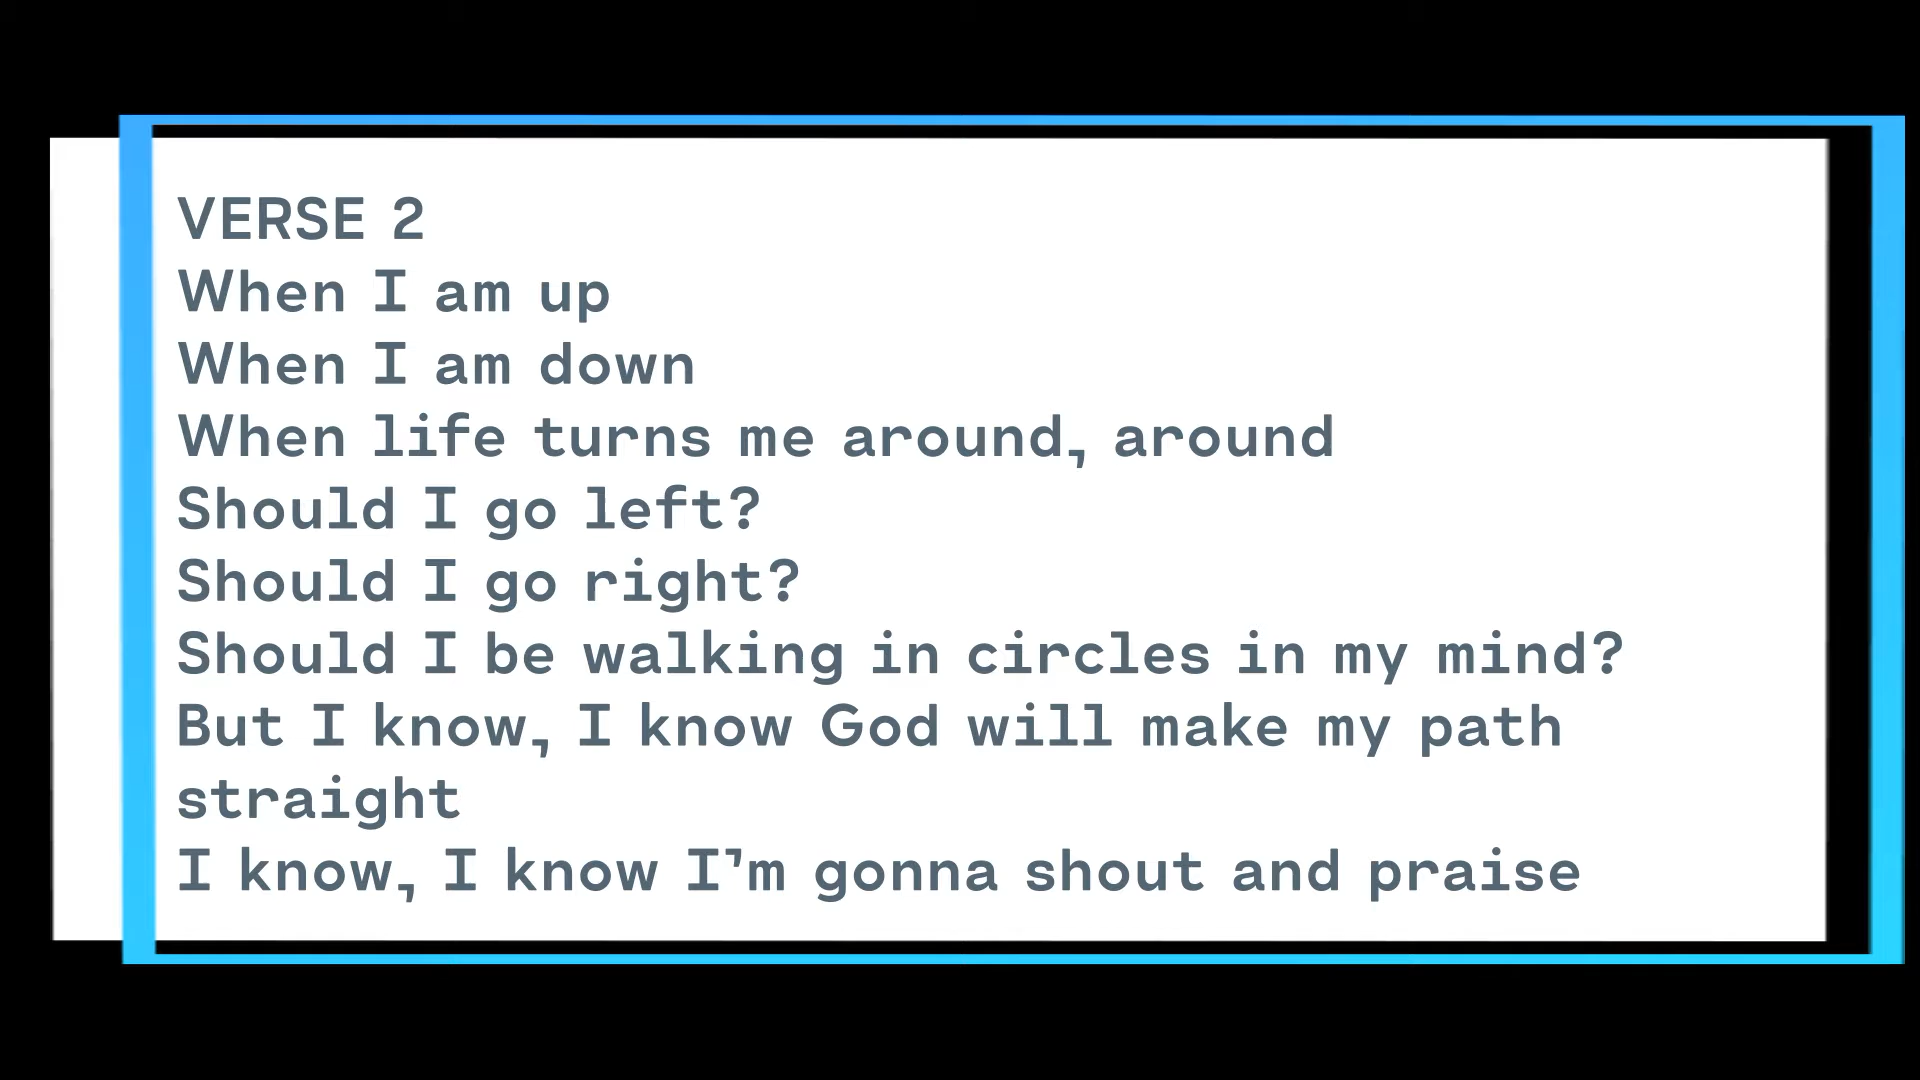 VERSE 2
When I am up
When I am down
When life turns me around, around
Should I go left?
Should I go right?
Should I be walking in circles in my mind?
But I know, I know God will make my path
straight
I know, I know I'm gonna shout and praise